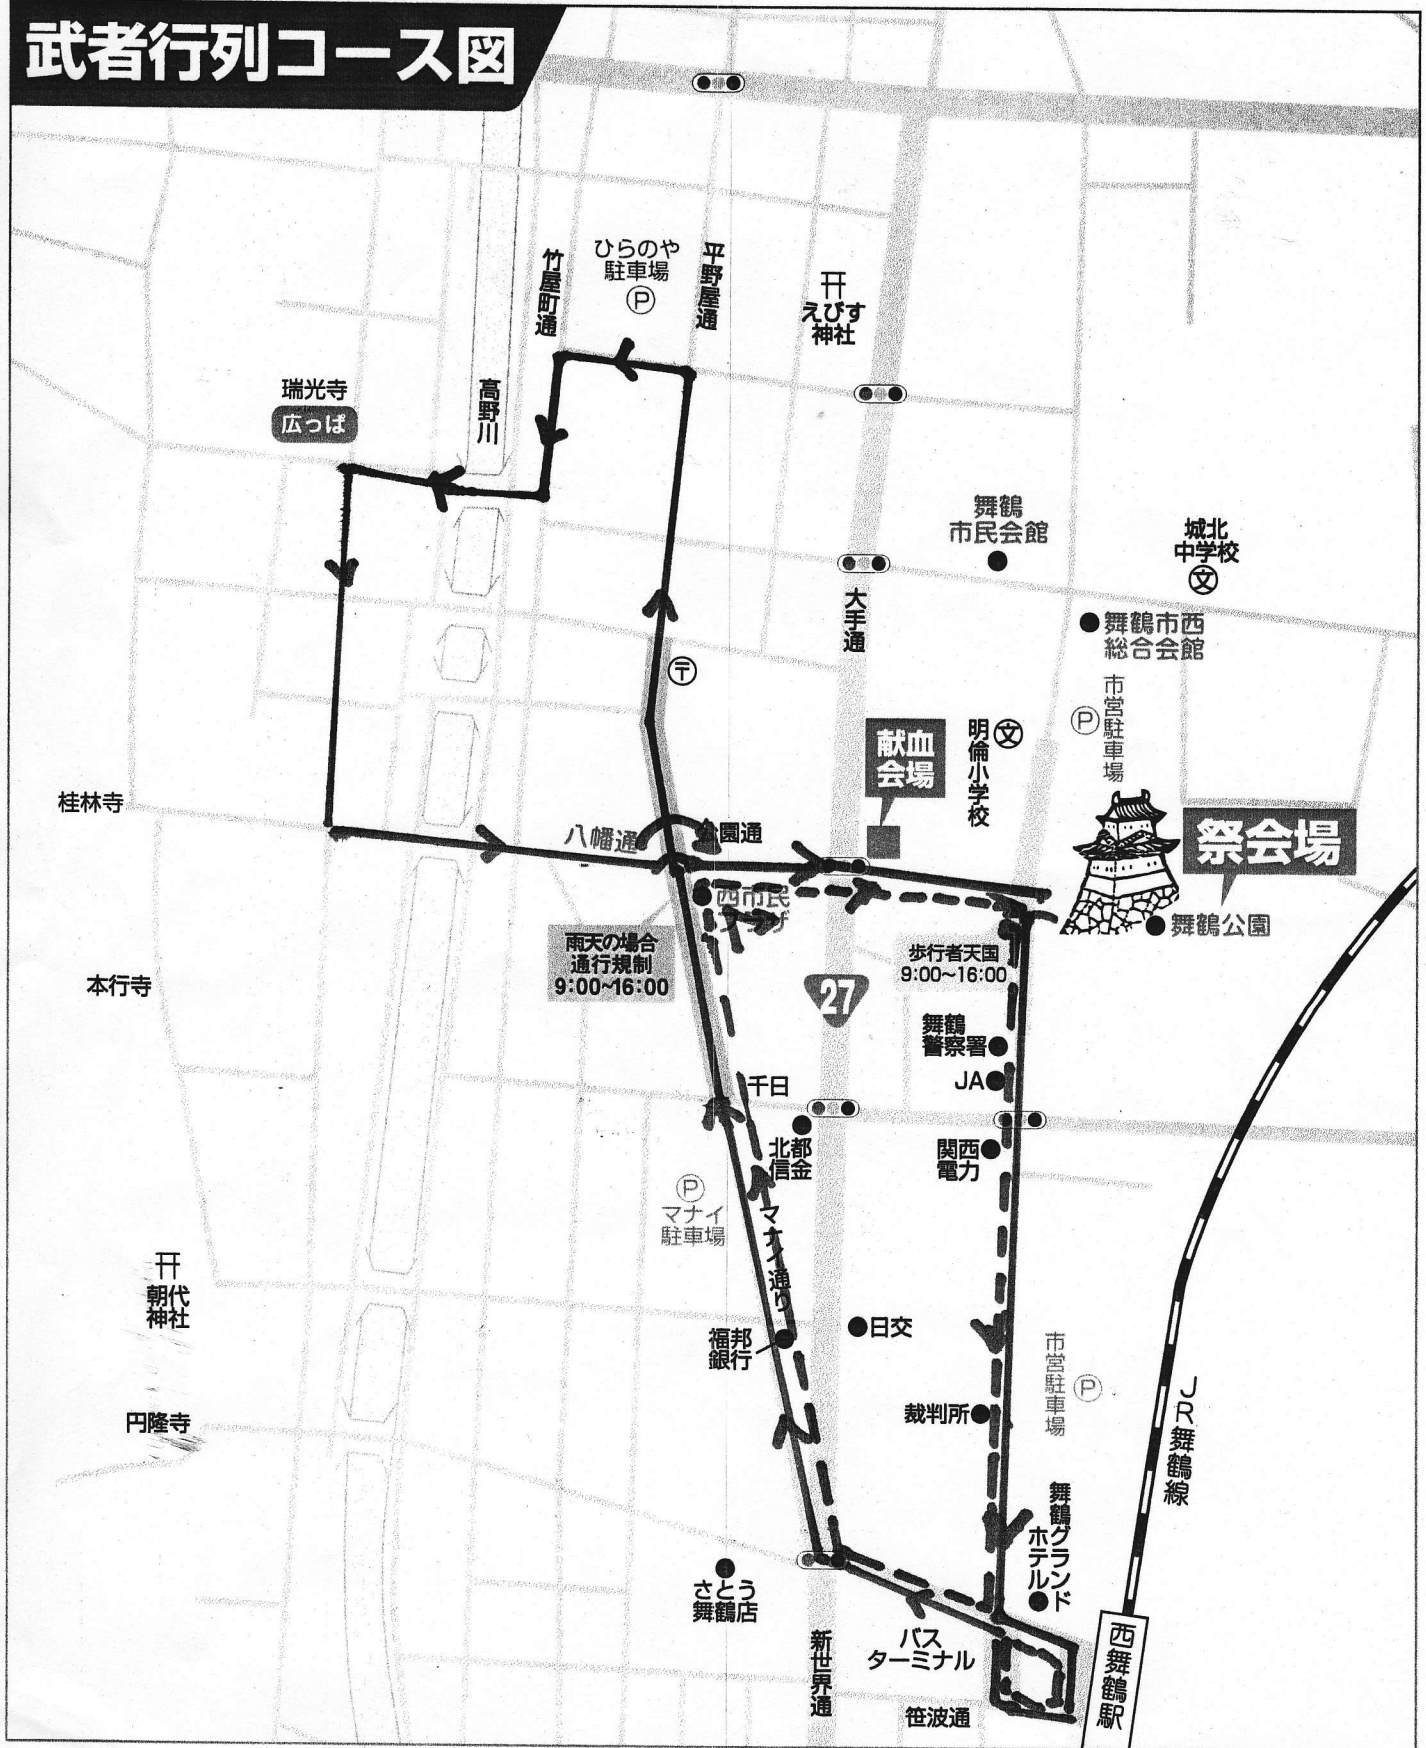 武者行列コース図
ひらのや
駐車場
P
竹屋町通
平野屋通
えびす
神社
瑞光寺
広っぱ
高野川
舞鶴
市民会館
城北
中学校
文
大手通
舞鶴市西
総合会館
〒
市営駐車場
P
献血
会場
明倫小学校
文
桂林寺
八幡通
公園通
祭会場
西市民
プラザ
舞鶴公園
雨天の場合
通行規制
9:00~16:00
歩行者天国
9:00~16:00
本行寺
27
舞鶴
警察署
JA
千日
北都
信金
関西
電力
P
マナイ
駐車場
マナイ通り
朝代
神社
福邦
銀行
日交
市営駐車場
P
裁判所
円隆寺
JR舞鶴線
舞鶴グランド
ホテル
さとう
舞鶴店
バス
ターミナル
新世界通
笹波通
西舞鶴駅